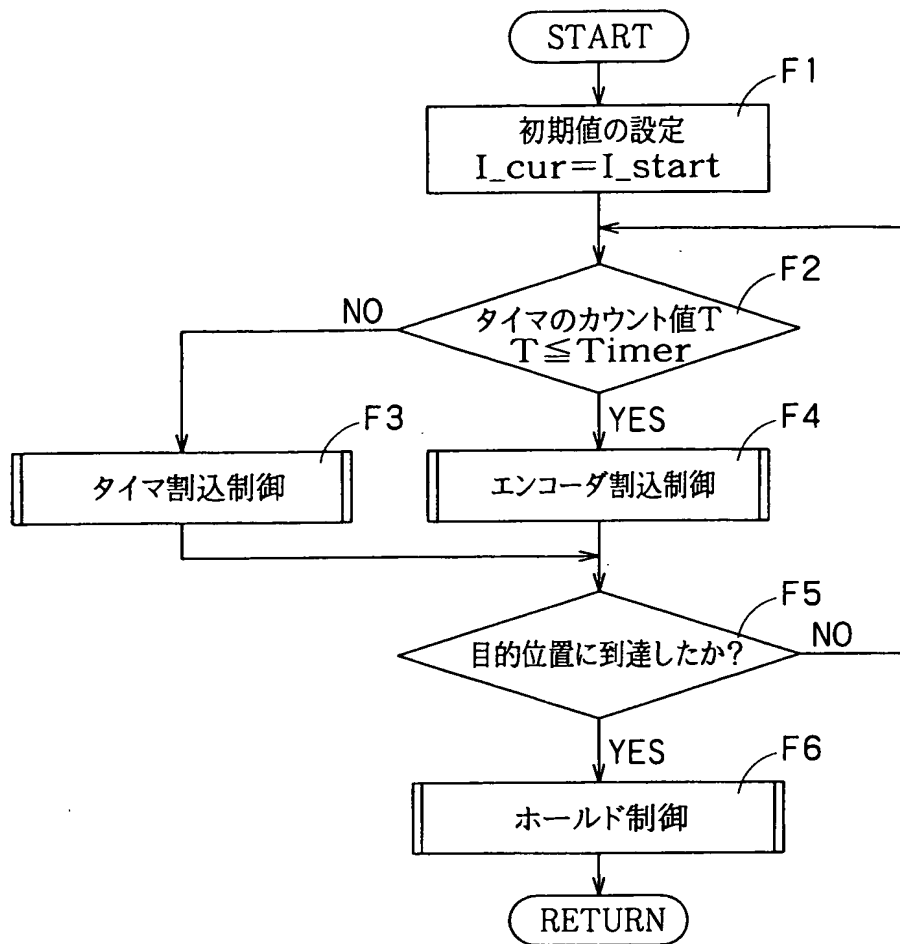 START
F1
初期値の設定
I_cur=I_start
F2
タイマのカウント値T
T≦Timer
NO
YES
F3
タイマ割込制御
F4
エンコーダ割込制御
F5
目的位置に到達したか?
NO
YES
F6
ホールド制御
RETURN